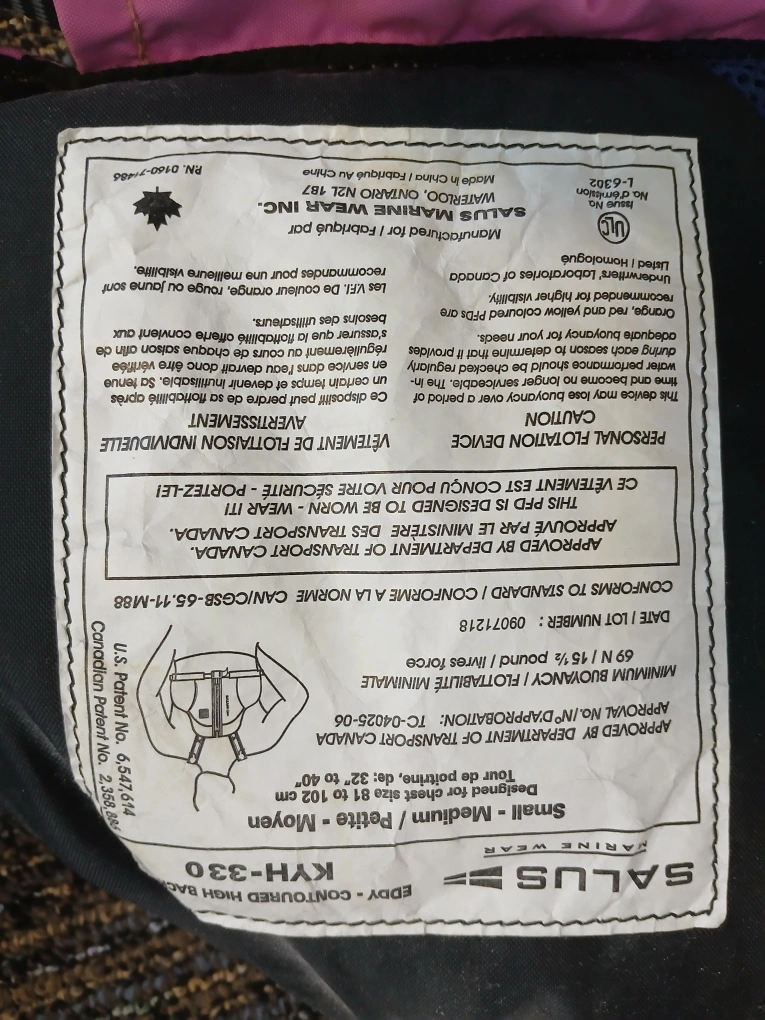 SALUS
MARINE WEAR
EDDY - CONTOURED HIGH
KYH-330
Small - Medium / Petite - Moyen
Designed for chest size 81 to 102 cm
Tour de poitrine, de: 32" to 40"
APPROVED BY DEPARTMENT OF TRANSPORT CANADA
APPROVAL No./Nº D'APPROBATION: TC-04025-06
MINIMUM BUOYANCY / FLOTTABILITÉ MINIMALE
69 N / 15 ½ pound / livres force
DATE / LOT NUMBER : 09071218
U.S. Patent No. 6,547,614
Canadian Patent No. 2,358,886
CONFORMS TO STANDARD / CONFORME A LA NORME CAN/CGSB-65.11-M88
APPROVED BY DEPARTMENT OF TRANSPORT CANADA.
APPROUVÉ PAR LE MINISTÈRE DES TRANSPORT CANADA.
THIS PFD IS DESIGNED TO BE WORN - WEAR IT!
CE VÊTEMENT EST CONÇU POUR VOTRE SÉCURITÉ - PORTEZ-LE!
PERSONAL FLOTATION DEVICE
CAUTION
This device may lose buoyancy over a period of
time and become no longer serviceable. The in-
water performance should be checked regularly
during each season to determine that it provides
adequate buoyancy for your needs.
Orange, red and yellow coloured PFDs are
recommended for higher visibility.
VÊTEMENT DE FLOTTAISON INDIVIDUELLE
AVERTISSEMENT
Ce dispositif peut perdre de sa flottabilité après
un certain temps et devenir inutilisable. Sa tenue
en service dans l'eau devrait donc être vérifiée
régulièrement au cours de chaque saison afin de
s'assurer que la flottabilité offerte convient aux
besoins des utilisateurs.
Les V.F.I. De couleur orange, rouge ou jaune sont
recommandes pour une meilleure visibilite.
Underwriters' Laboratories of Canada
Listed / Homologué
ULC
Issue No.
No. d'émission
L-6302
Manufactured for / Fabriqué par
SALUS MARINE WEAR INC.
WATERLOO, ONTARIO N2L 1B7
Made in China / Fabriqué Au Chine
P.N. 0160-71486